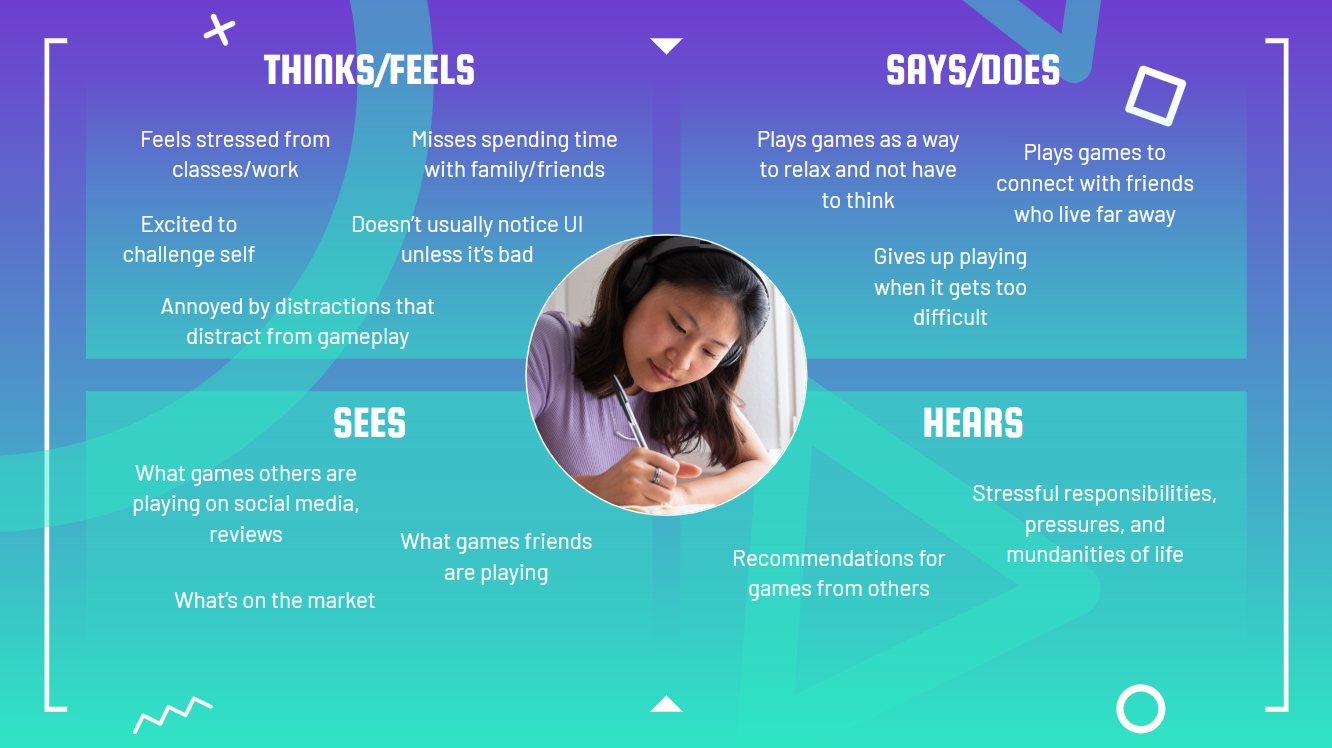 THINKS/FEELS
Feels stressed from
classes/work
Misses spending time
with family/friends
Excited to
challenge self
Doesn't usually notice UI
unless it's bad
Annoyed by distractions that
distract from gameplay
SAYS/DOES
Plays games as a way
to relax and not have
to think
Plays games to
connect with friends
who live far away
Gives up playing
when it gets too
difficult
SEES
What games others are
playing on social media,
reviews
What games friends
are playing
What's on the market
HEARS
Stressful responsibilities,
pressures, and
mundanities of life
Recommendations for
games from others